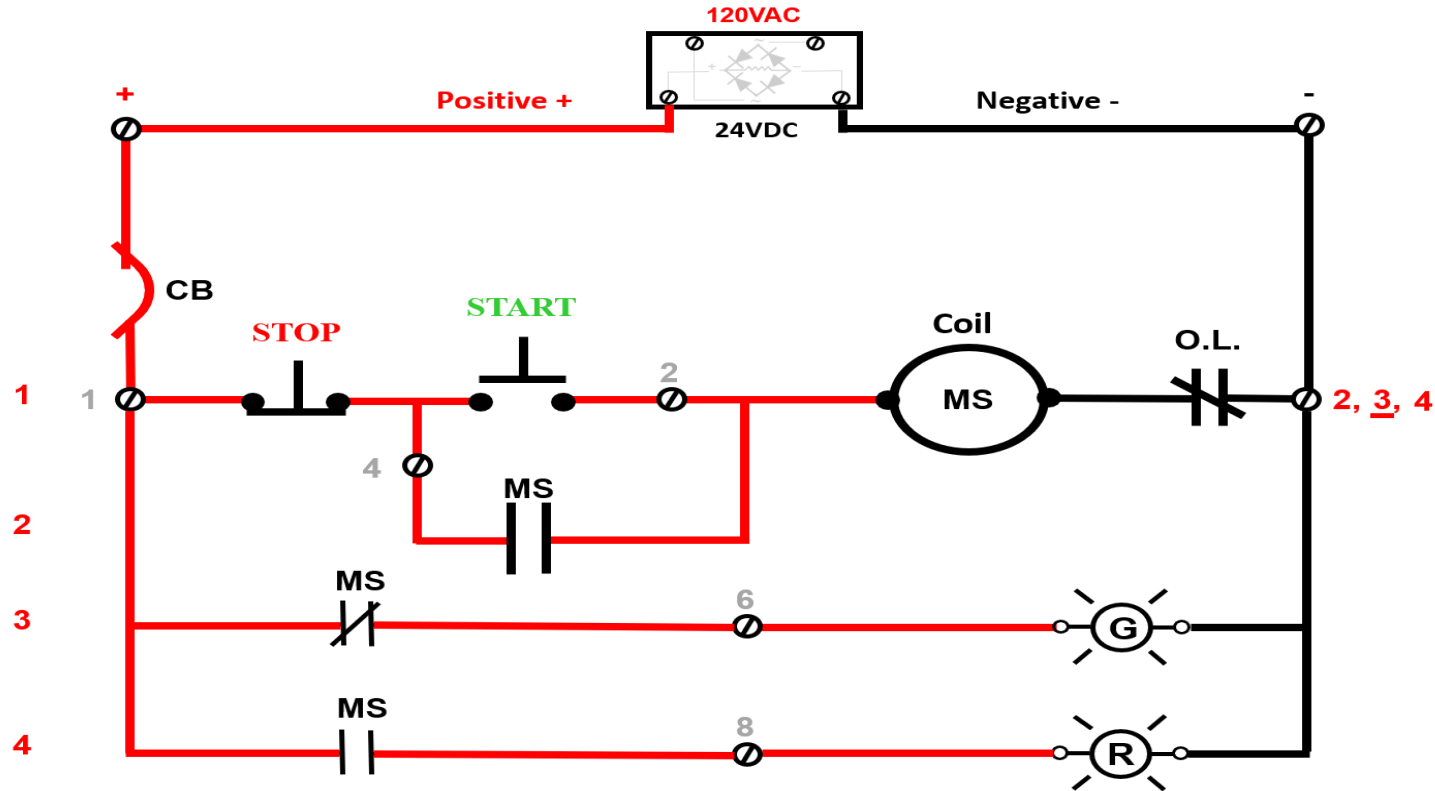 120VAC
+ Positive + Negative - -
24VDC
CB
START
STOP
Coil
O.L.
1 1 2 MS 2, 3, 4
4
MS
2
MS
6
3 G
MS
8
4 R